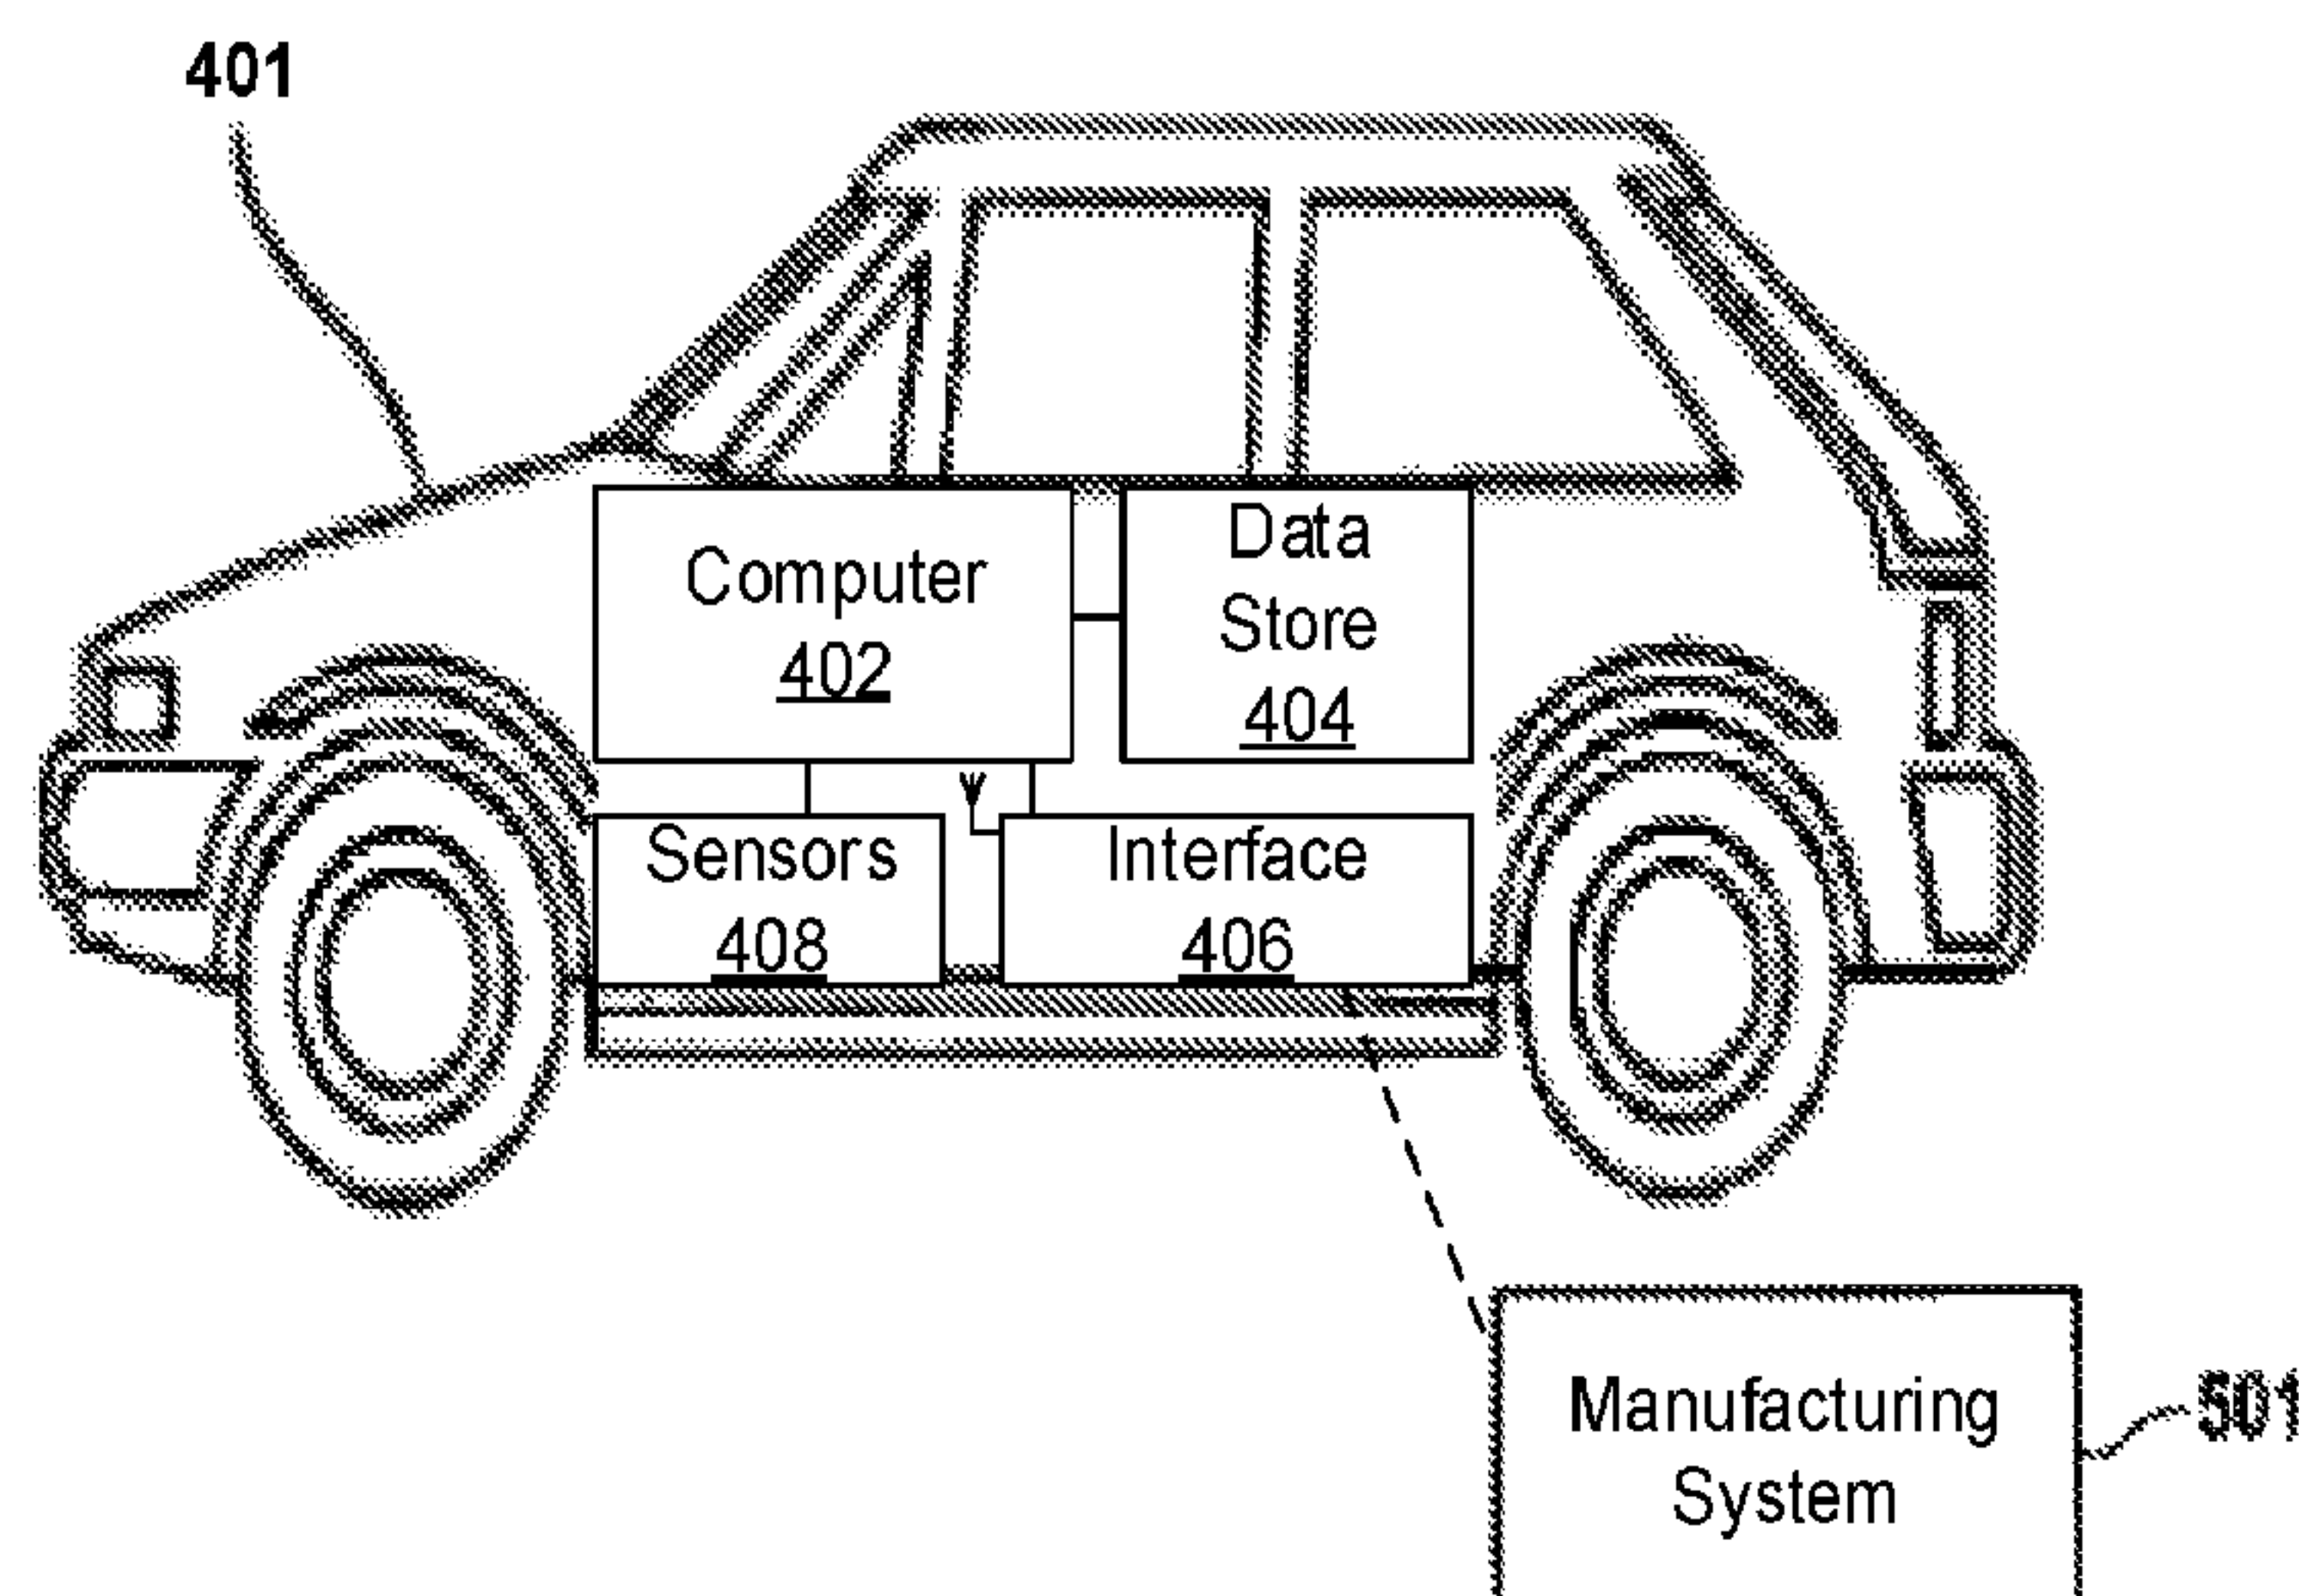 401
Computer
402
Data
Store
404
Sensors
408
Interface
406
Manufacturing
System
501